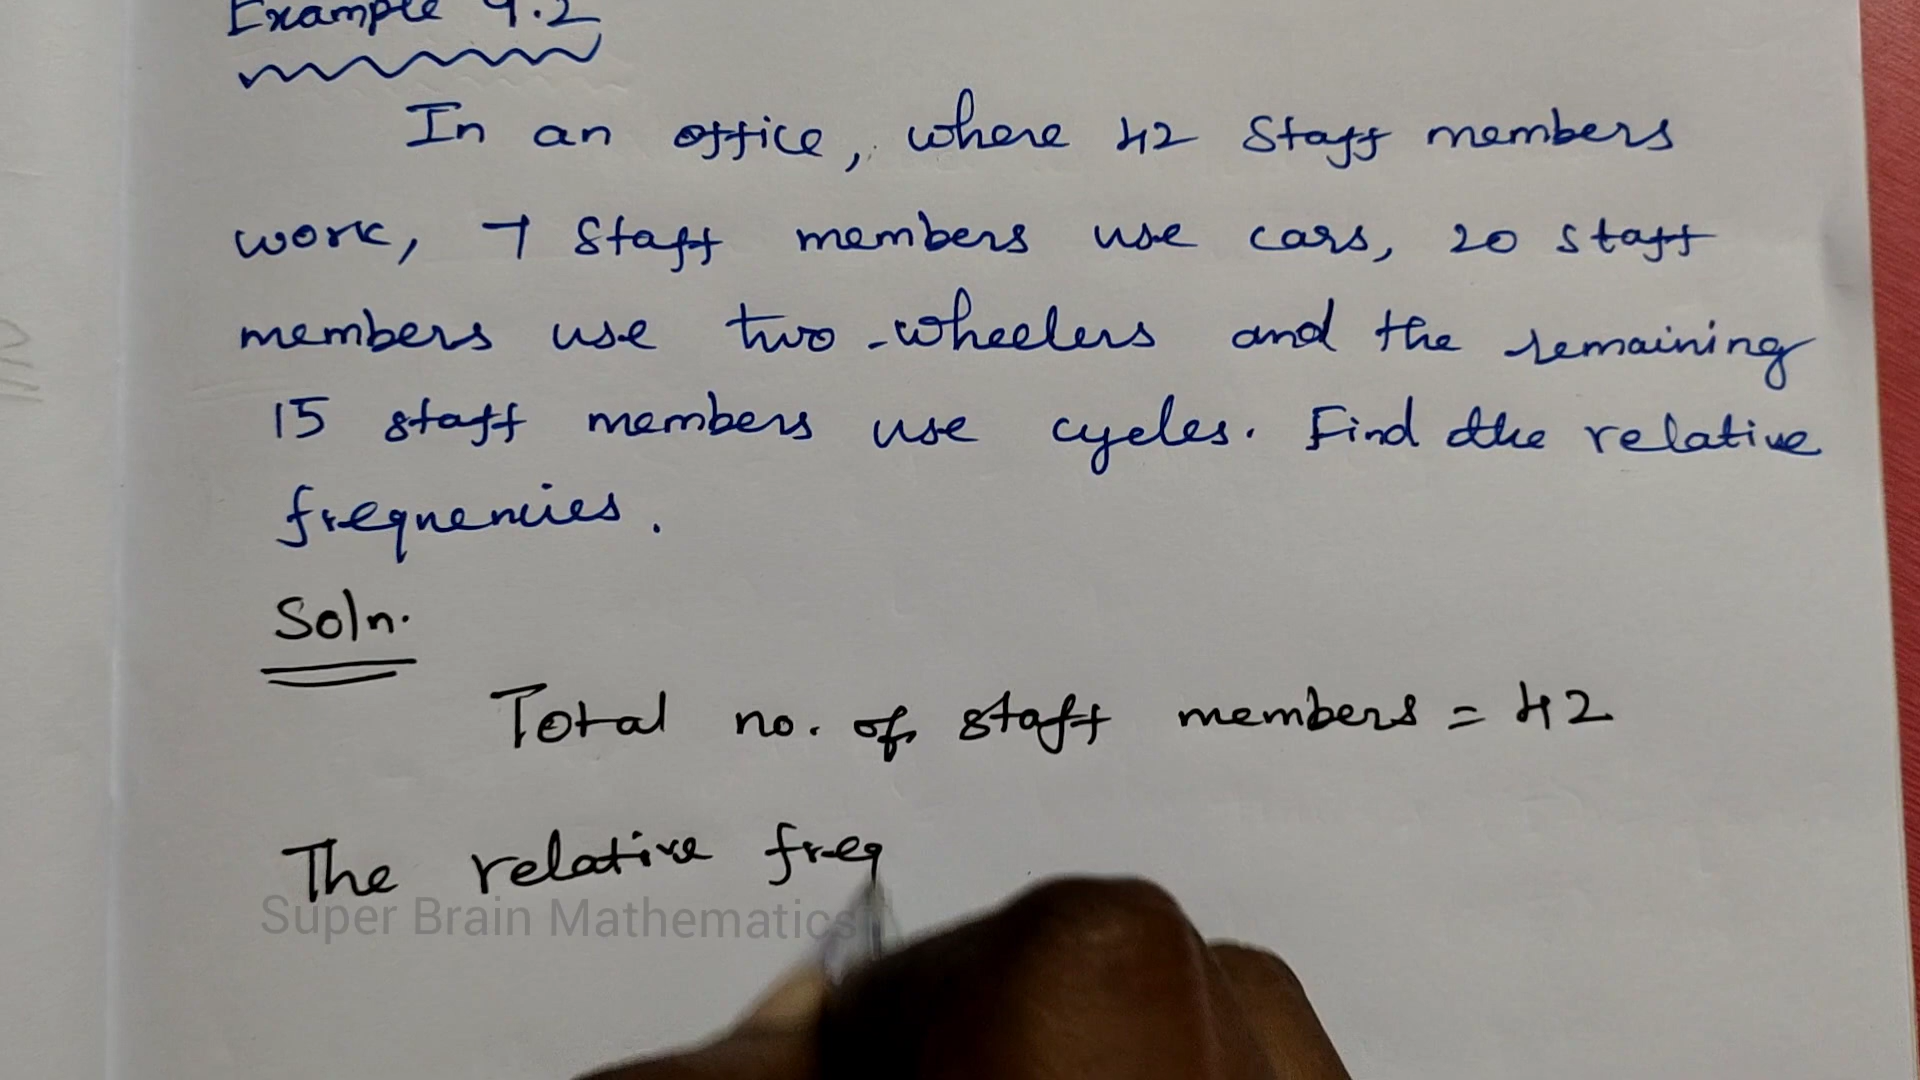 Example 9.2
In an office, where 42 Staff members
work, 7 Staff members use cars, 20 staff
members use two-wheelers and the remaining
15 staff members use cycles. Find the relative
frequencies.
Soln.
Total no. of staff members = 42
The relative freq
Super Brain Mathematics